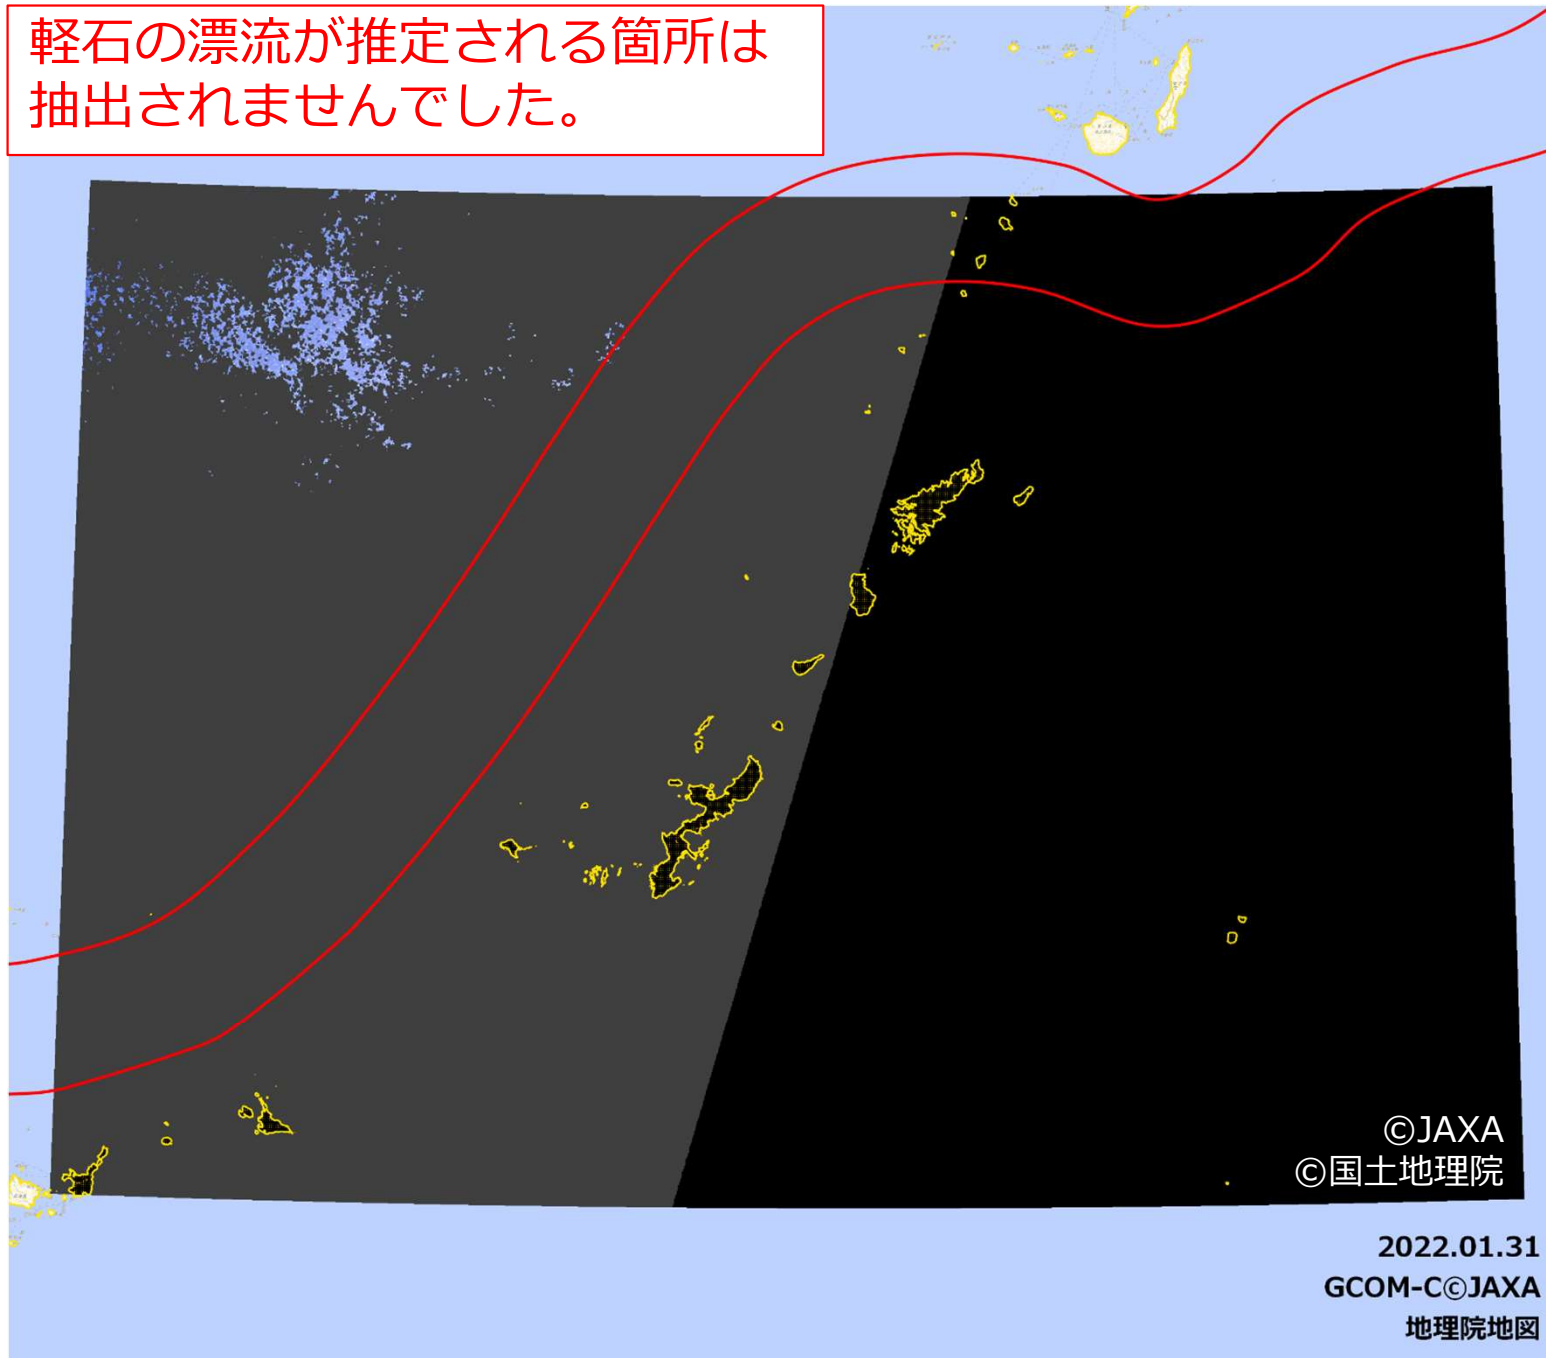 軽石の漂流が推定される箇所は
抽出されませんでした。
©JAXA
©国土地理院
2022.01.31
GCOM-C©JAXA
地理院地図